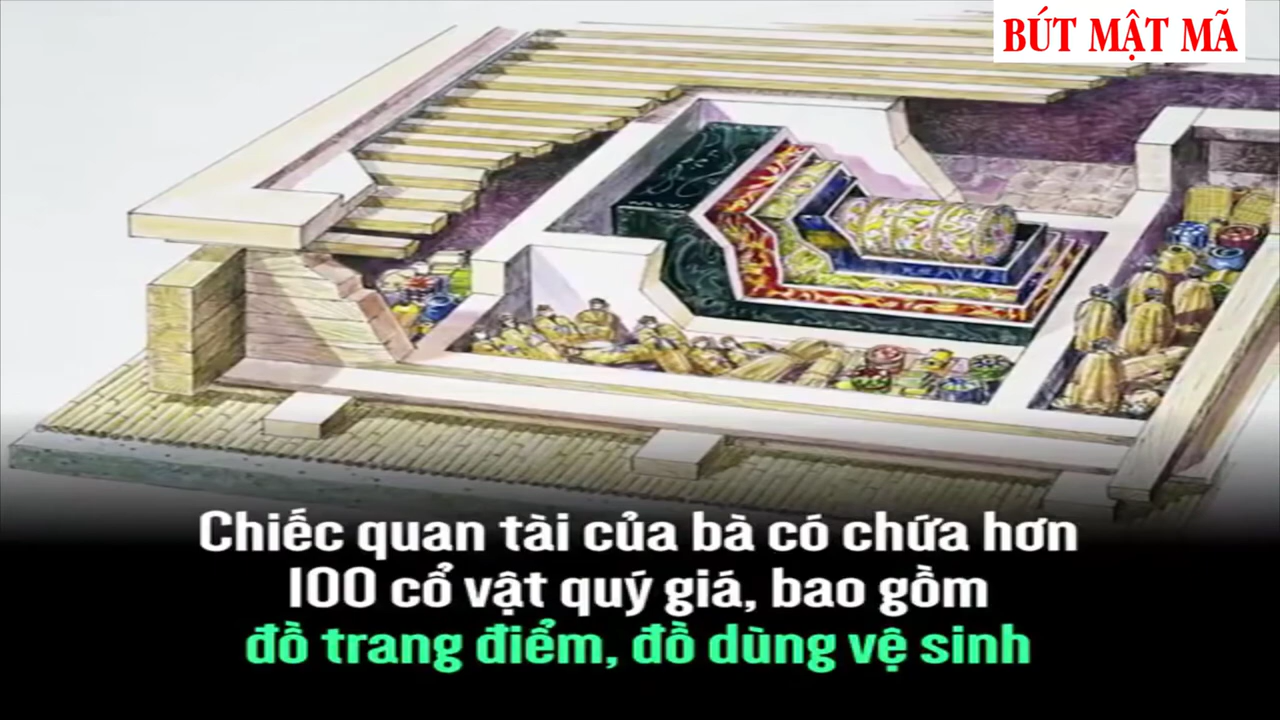 BÚT MẬT MÃ
Chiếc quan tài của bà có chứa hơn
100 cổ vật quý giá, bao gồm
đồ trang điểm, đồ dùng vệ sinh